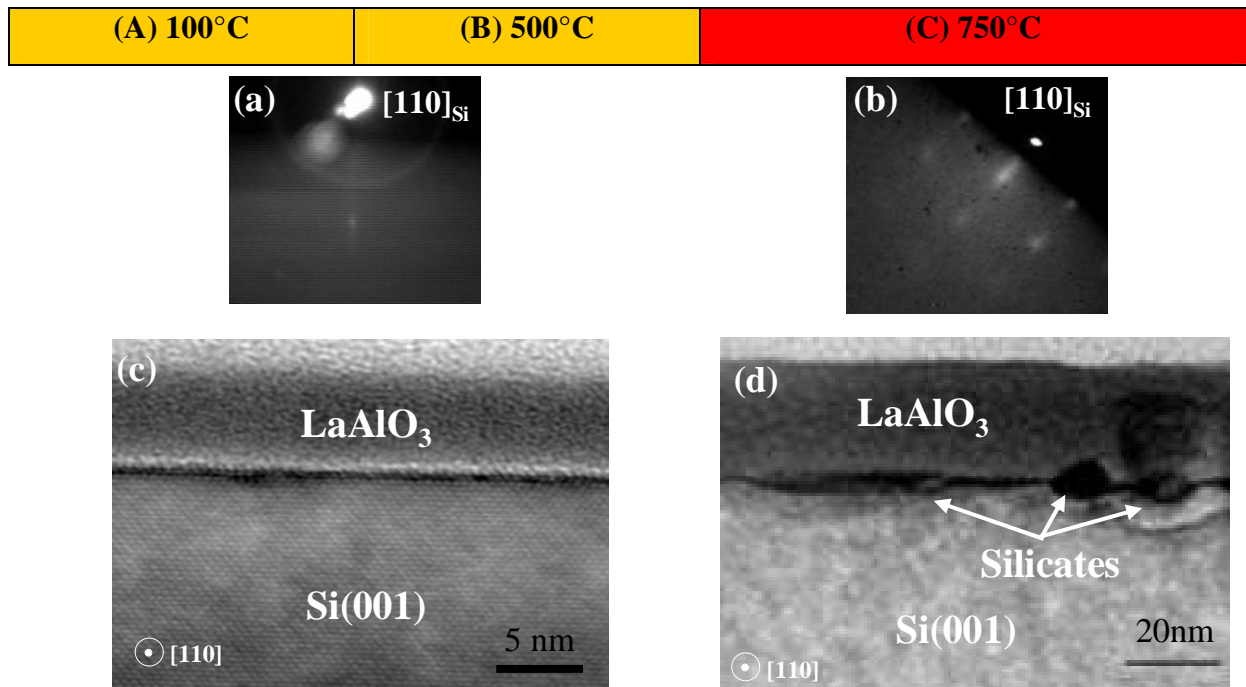 (A) 100°C (B) 500°C (C) 750°C
(a) [110]Si
(b) [110]Si
(c)
LaAlO3
Si(001)
[110]
5 nm
(d)
LaAlO3
Silicates
Si(001)
[110]
20nm